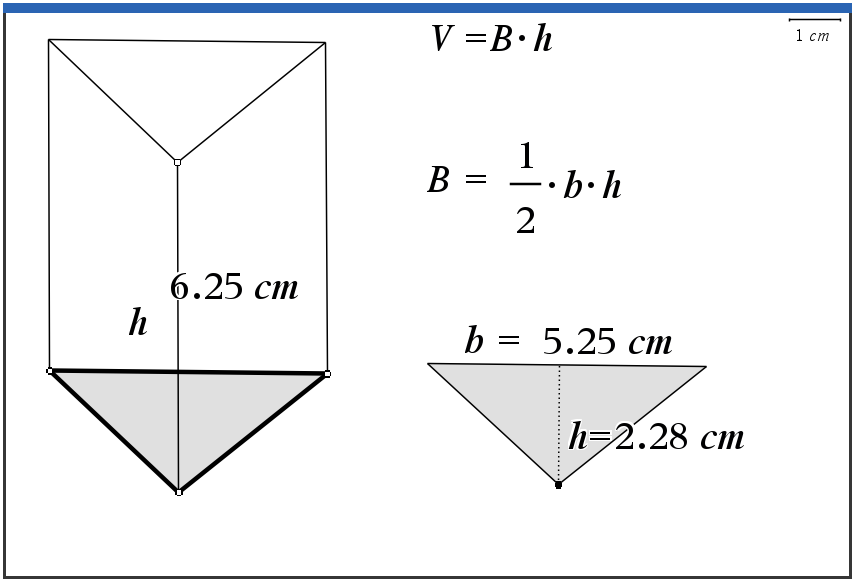 V = B · h
1 cm
B = 1/2 · b · h
6.25 cm
h
b = 5.25 cm
h=2.28 cm